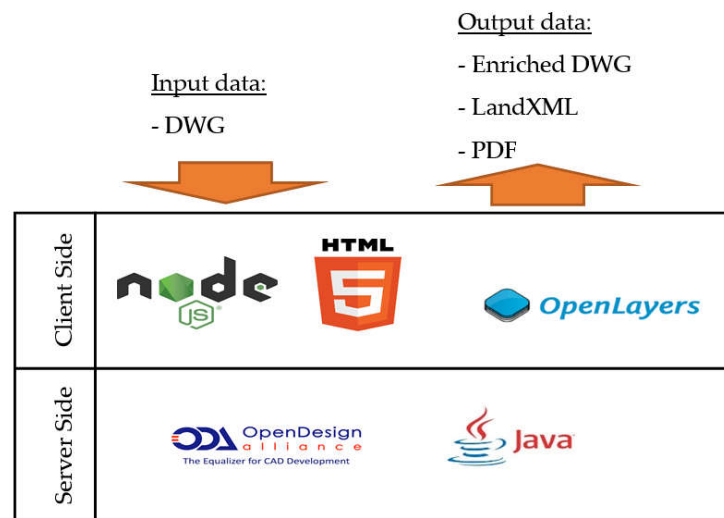 Input data:
- DWG
Output data:
- Enriched DWG
- LandXML
- PDF
Client Side
node
JS
HTML
5
OpenLayers
Server Side
ODA OpenDesign
alliance
The Equalizer for CAD Development
Java